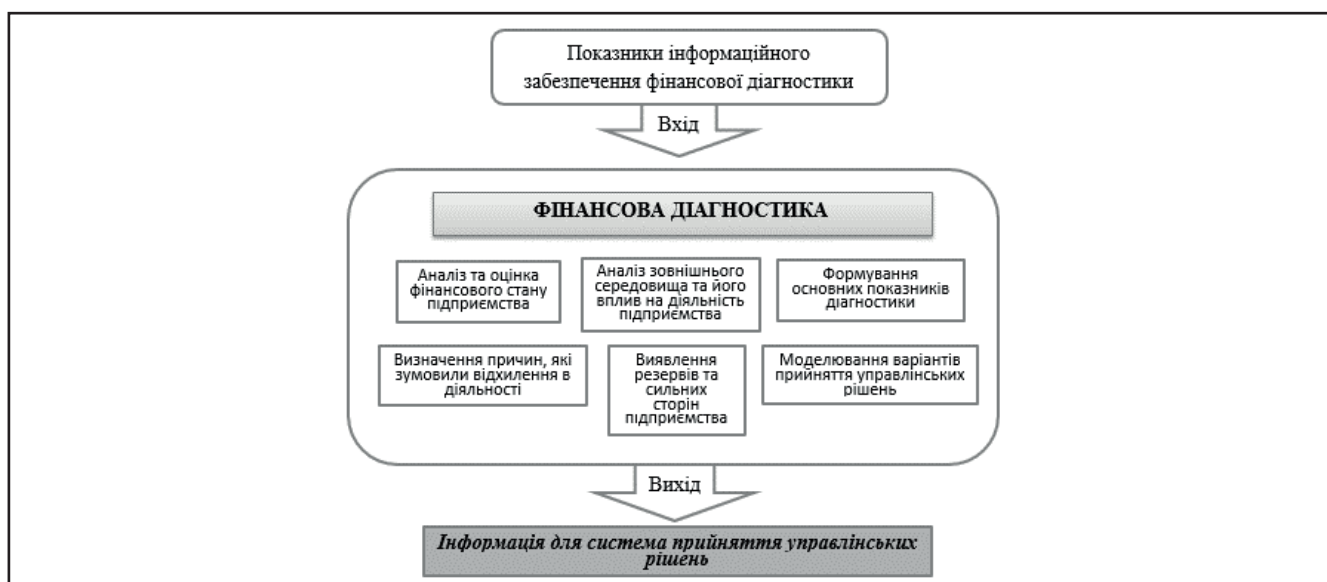 Показники інформаційного
забезпечення фінансової діагностики
Вхід
ФІНАНСОВА ДІАГНОСТИКА
Аналіз та оцінка
фінансового стану
підприємства
Аналіз зовнішнього
середовища та його
вплив на діяльність
підприємства
Формування
основних показників
діагностики
Визначення причин, які
зумовили відхилення в
діяльності
Виявлення
резервів та
сильних
сторін
підприємства
Моделювання варіантів
прийняття управлінських
рішень
Вихід
Інформація для система прийняття управлінських
рішень